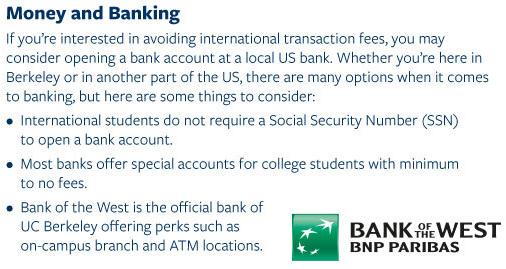 Money and Banking
If you're interested in avoiding international transaction fees, you may
consider opening a bank account at a local US bank. Whether you're here in
Berkeley or in another part of the US, there are many options when it comes
to banking, but here are some things to consider:
• International students do not require a Social Security Number (SSN)
to open a bank account.
• Most banks offer special accounts for college students with minimum
to no fees.
• Bank of the West is the official bank of
UC Berkeley offering perks such as
on-campus branch and ATM locations.
BANK OF THE WEST
BNP PARIBAS